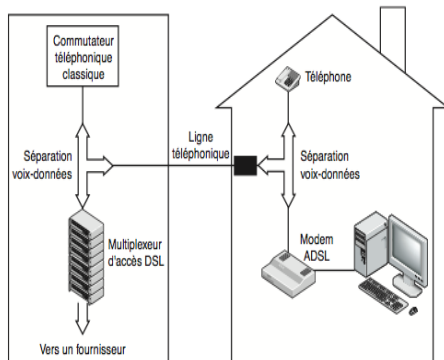 Commutateur
téléphonique
classique
Séparation
voix-données
Multiplexeur
d'accès DSL
Vers un fournisseur
Ligne
téléphonique
Téléphone
Séparation
voix-données
Modem
ADSL